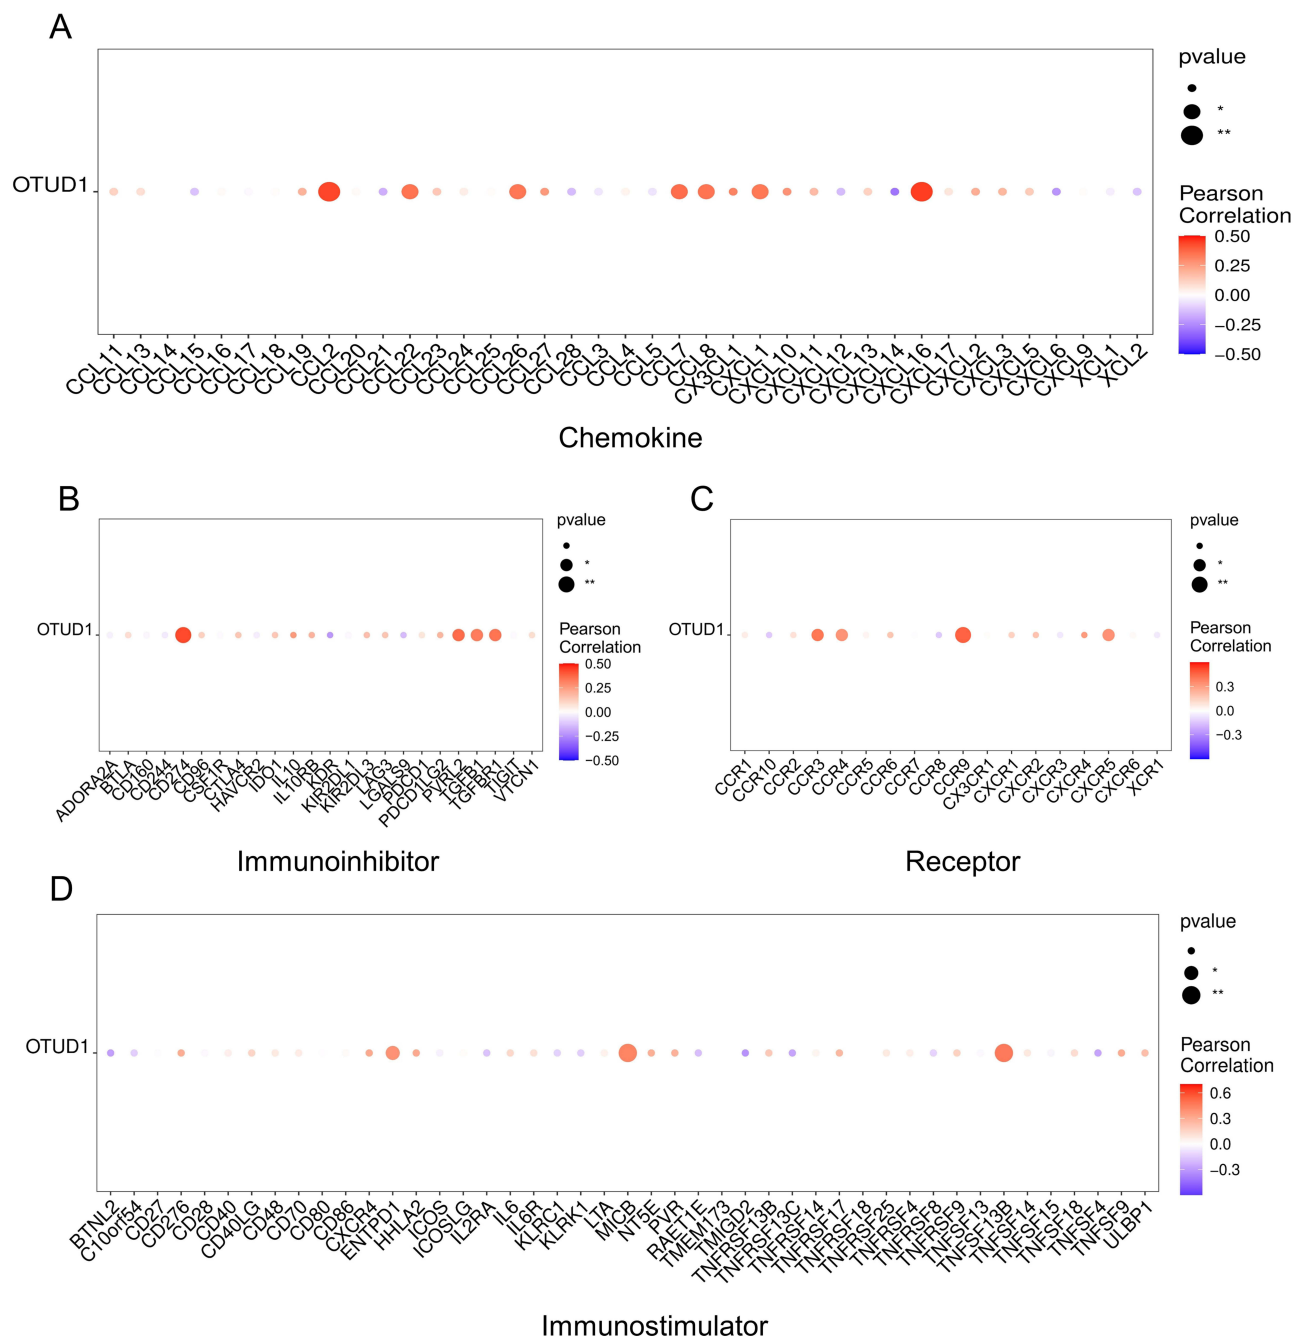 A
pvalue
*
**
OTUD1
Pearson
Correlation
0.50
0.25
0.00
−0.25
−0.50
CCL11
CCL13
CCL14
CCL15
CCL16
CCL17
CCL18
CCL19
CCL2
CCL20
CCL21
CCL22
CCL23
CCL24
CCL25
CCL26
CCL27
CCL28
CCL3
CCL4
CCL5
CCL7
CCL8
CX3CL1
CXCL1
CXCL10
CXCL11
CXCL12
CXCL13
CXCL14
CXCL16
CXCL17
CXCL2
CXCL3
CXCL5
CXCL6
CXCL9
XCL1
XCL2
Chemokine
B
pvalue
*
**
OTUD1
Pearson
Correlation
0.50
0.25
0.00
−0.25
−0.50
ADORA2A
BTLA
CD160
CD244
CD274
CD96
CSF1R
CTLA4
HAVCR2
IDO1
IL10
IL10RB
KDR
KIR2DL1
KIR2DL3
LAG3
LGALS9
PDCD1
PDCD1LG2
PVRL2
TGFB1
TGFBR1
TIGIT
VTCN1
Immunoinhibitor
C
pvalue
*
**
OTUD1
Pearson
Correlation
0.3
0.0
−0.3
CCR1
CCR10
CCR2
CCR3
CCR4
CCR5
CCR6
CCR7
CCR8
CCR9
CX3CR1
CXCR1
CXCR2
CXCR3
CXCR4
CXCR5
CXCR6
XCR1
Receptor
D
pvalue
*
**
OTUD1
Pearson
Correlation
0.6
0.3
0.0
−0.3
BTNL2
C10orf54
CD27
CD276
CD28
CD40
CD40LG
CD48
CD70
CD80
CD86
CXCR4
ENTPD1
HHLA2
ICOS
ICOSLG
IL2RA
IL6
IL6R
KLRC1
KLRK1
LTA
MICB
NT5E
PVR
RAET1E
TMEM173
TMIGD2
TNFRSF13B
TNFRSF13C
TNFRSF14
TNFRSF17
TNFRSF18
TNFRSF25
TNFRSF4
TNFRSF8
TNFRSF9
TNFSF13
TNFSF13B
TNFSF14
TNFSF15
TNFSF18
TNFSF4
TNFSF9
ULBP1
Immunostimulator